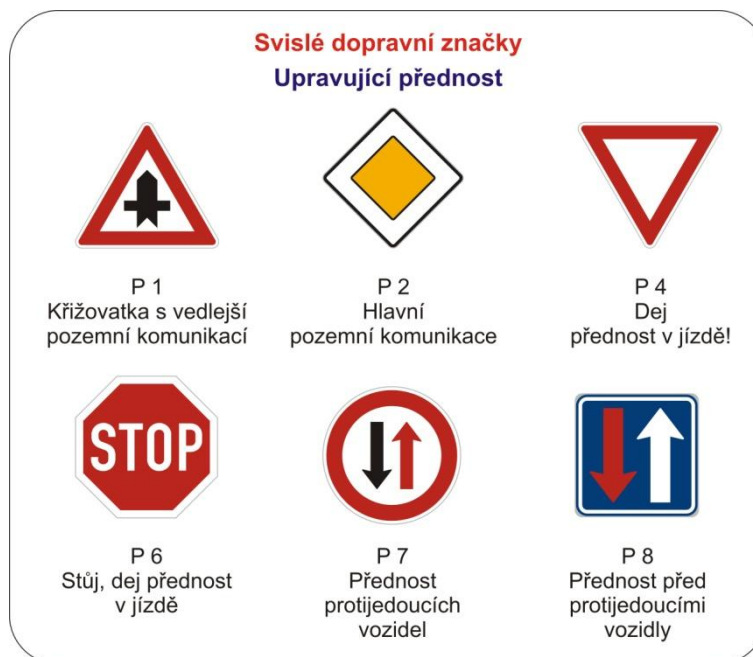 Svislé dopravní značky
Upravující přednost
P 1
Křižovatka s vedlejší
pozemní komunikací
P 2
Hlavní
pozemní komunikace
P 4
Dej
přednost v jízdě!
STOP
P 6
Stůj, dej přednost
v jízdě
P 7
Přednost
protijedoucích
vozidel
P 8
Přednost před
protijedoucími
vozidly